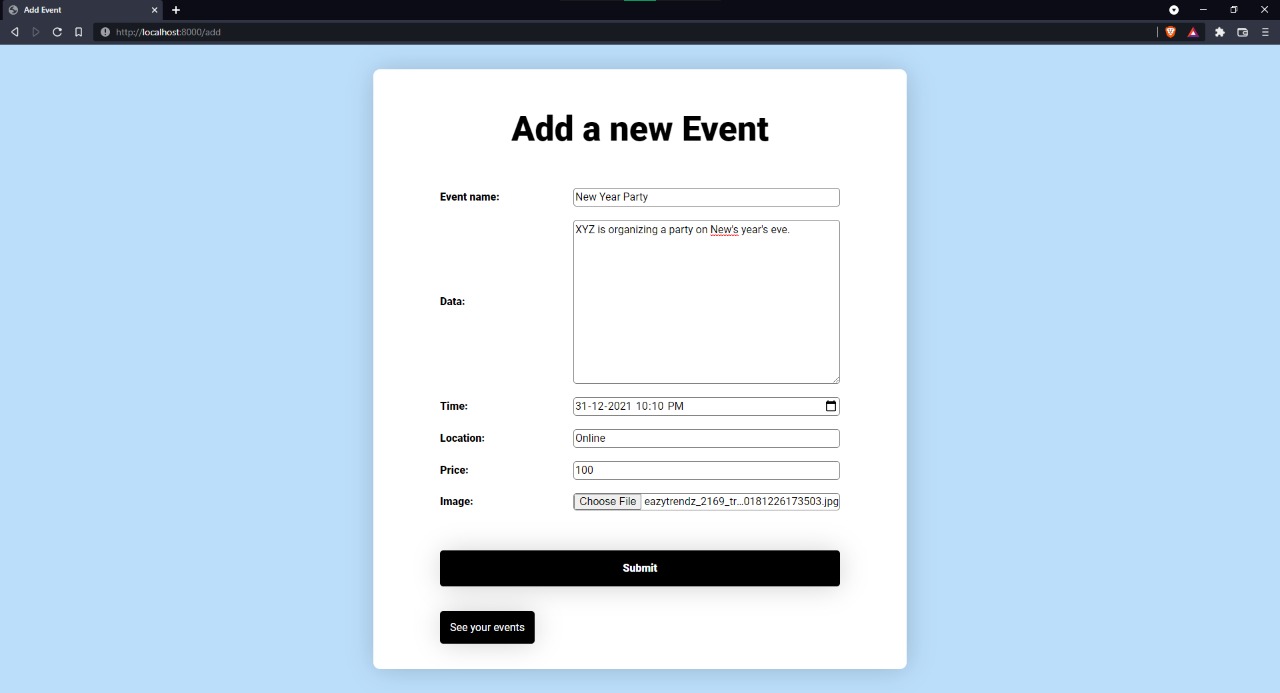 Add Event
http://localhost:8000/add
Add a new Event
Event name: New Year Party
XYZ is organizing a party on New's year's eve.
Data:
Time: 31-12-2021 10:10 PM
Location: Online
Price: 100
Image: Choose File eazytrendz_2169_tr...0181226173503.jpg
Submit
See your events